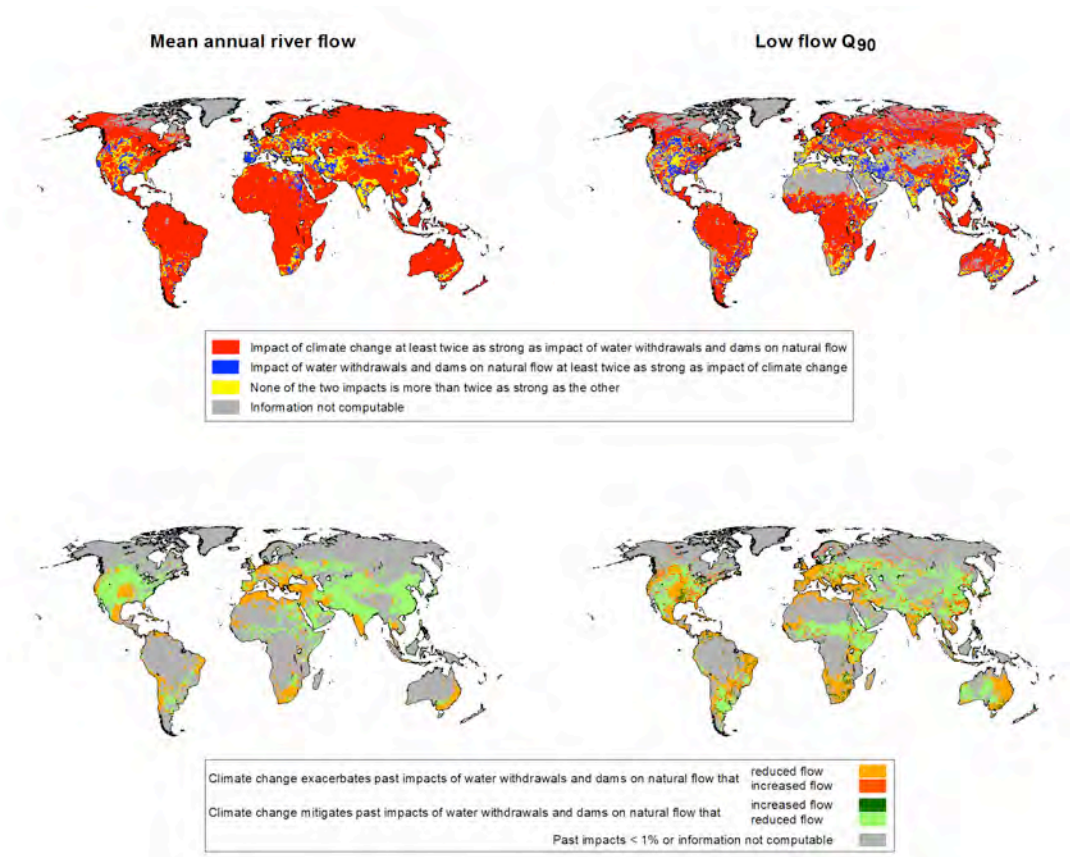 Mean annual river flow
Low flow Q90
Impact of climate change at least twice as strong as impact of water withdrawals and dams on natural flow
Impact of water withdrawals and dams on natural flow at least twice as strong as impact of climate change
None of the two impacts is more than twice as strong as the other
Information not computable
Climate change exacerbates past impacts of water withdrawals and dams on natural flow that
reduced flow
increased flow
Climate change mitigates past impacts of water withdrawals and dams on natural flow that
increased flow
reduced flow
Past impacts < 1% or information not computable